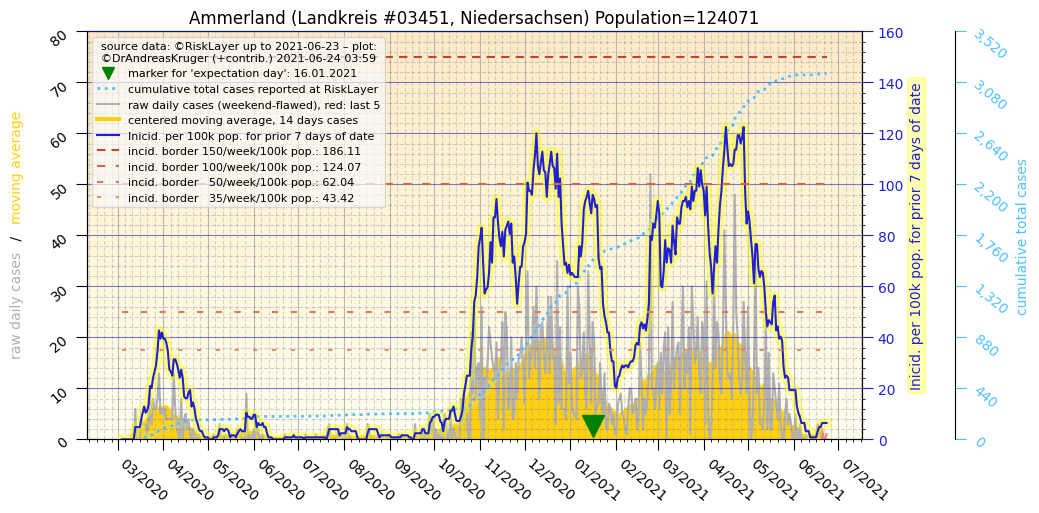 Ammerland (Landkreis #03451, Niedersachsen) Population=124071
source data: ©RiskLayer up to 2021-06-23 – plot:
©DrAndreasKruger (+contrib.) 2021-06-24 03:59
marker for 'expectation day': 16.01.2021
cumulative total cases reported at RiskLayer
raw daily cases (weekend-flawed), red: last 5
centered moving average, 14 days cases
Inicid. per 100k pop. for prior 7 days of date
incid. border 150/week/100k pop.: 186.11
incid. border 100/week/100k pop.: 124.07
incid. border 50/week/100k pop.: 62.04
incid. border 35/week/100k pop.: 43.42
raw daily cases / moving average
80
70
60
50
40
30
20
10
0
160
140
120
100
80
60
40
20
0
Inicid. per 100k pop. for prior 7 days of date
3,520
3,080
2,640
2,200
1,760
1,320
880
440
0
cumulative total cases
03/2020
04/2020
05/2020
06/2020
07/2020
08/2020
09/2020
10/2020
11/2020
12/2020
01/2021
02/2021
03/2021
04/2021
05/2021
06/2021
07/2021